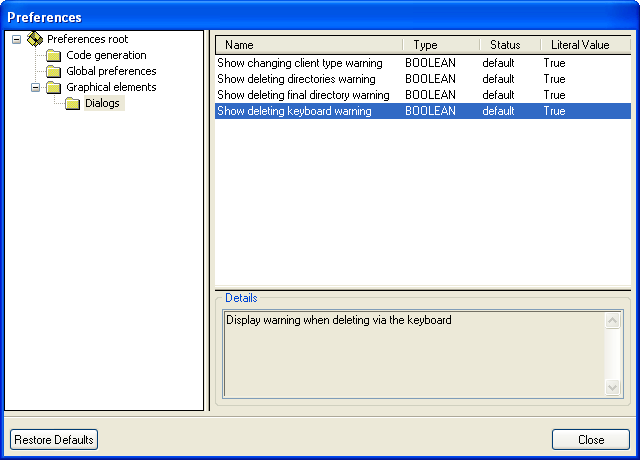 Preferences
Preferences root
Code generation
Global preferences
Graphical elements
Dialogs
Name Type Status Literal Value
Show changing client type warning BOOLEAN default True
Show deleting directories warning BOOLEAN default True
Show deleting final directory warning BOOLEAN default True
Show deleting keyboard warning BOOLEAN default True
Details
Display warning when deleting via the keyboard
Restore Defaults
Close